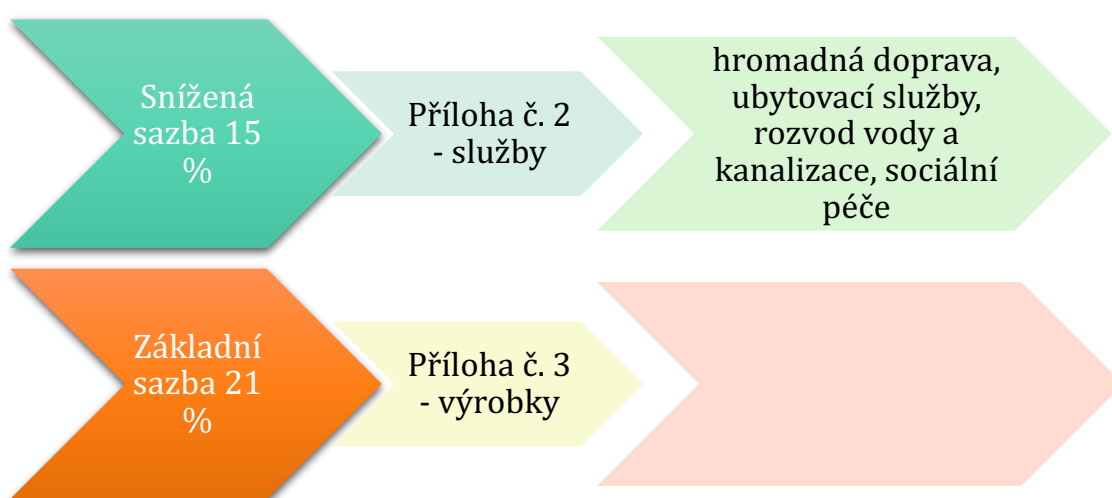 Snížená
sazba 15
%
Příloha č. 2
- služby
hromadná doprava,
ubytovací služby,
rozvod vody a
kanalizace, sociální
péče
Základní
sazba 21
%
Příloha č. 3
- výrobky